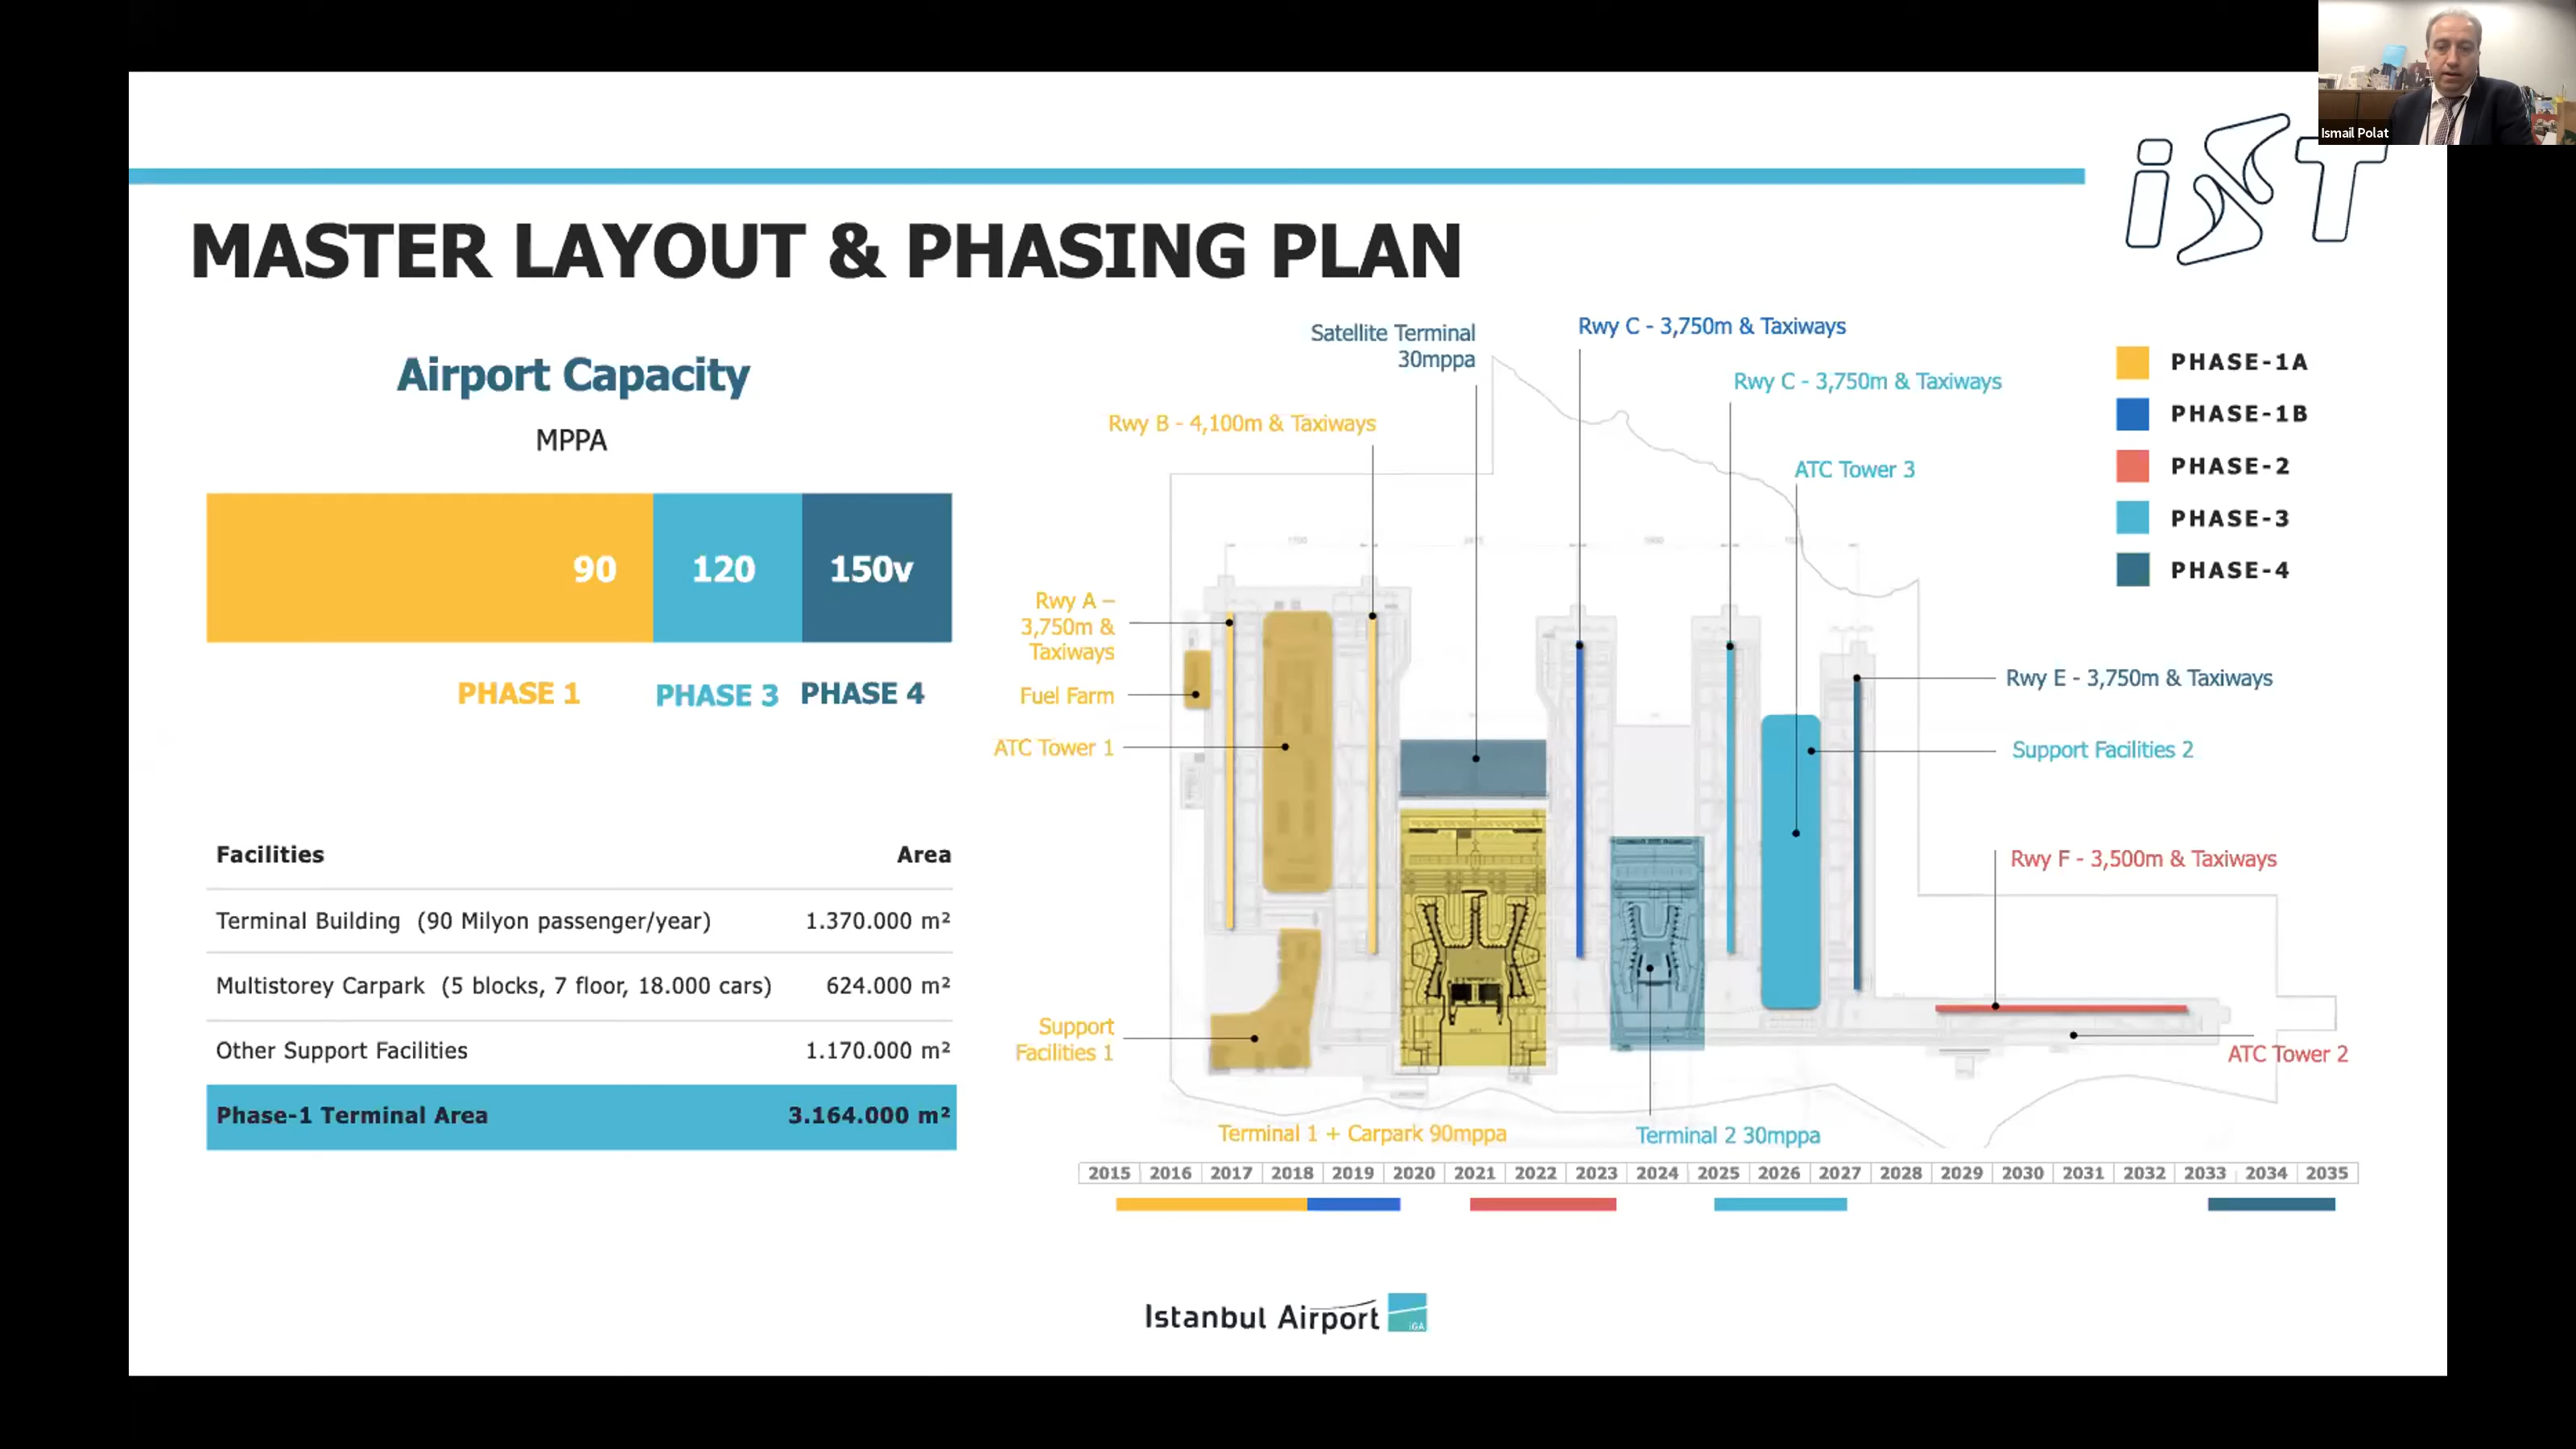 Ismail Polat
iST
MASTER LAYOUT & PHASING PLAN
Airport Capacity
MPPA
90
120
150v
PHASE 1
PHASE 3
PHASE 4
Facilities Area
Terminal Building (90 Milyon passenger/year) 1.370.000 m²
Multistorey Carpark (5 blocks, 7 floor, 18.000 cars) 624.000 m²
Other Support Facilities 1.170.000 m²
Phase-1 Terminal Area 3.164.000 m²
Satellite Terminal
30mppa
Rwy C - 3,750m & Taxiways
Rwy C - 3,750m & Taxiways
Rwy B - 4,100m & Taxiways
ATC Tower 3
Rwy A –
3,750m &
Taxiways
Fuel Farm
ATC Tower 1
Support
Facilities 1
Rwy E - 3,750m & Taxiways
Support Facilities 2
Rwy F - 3,500m & Taxiways
ATC Tower 2
Terminal 1 + Carpark 90mppa
Terminal 2 30mppa
PHASE-1A
PHASE-1B
PHASE-2
PHASE-3
PHASE-4
2015 2016 2017 2018 2019 2020 2021 2022 2023 2024 2025 2026 2027 2028 2029 2030 2031 2032 2033 2034 2035
Istanbul Airport
iGA